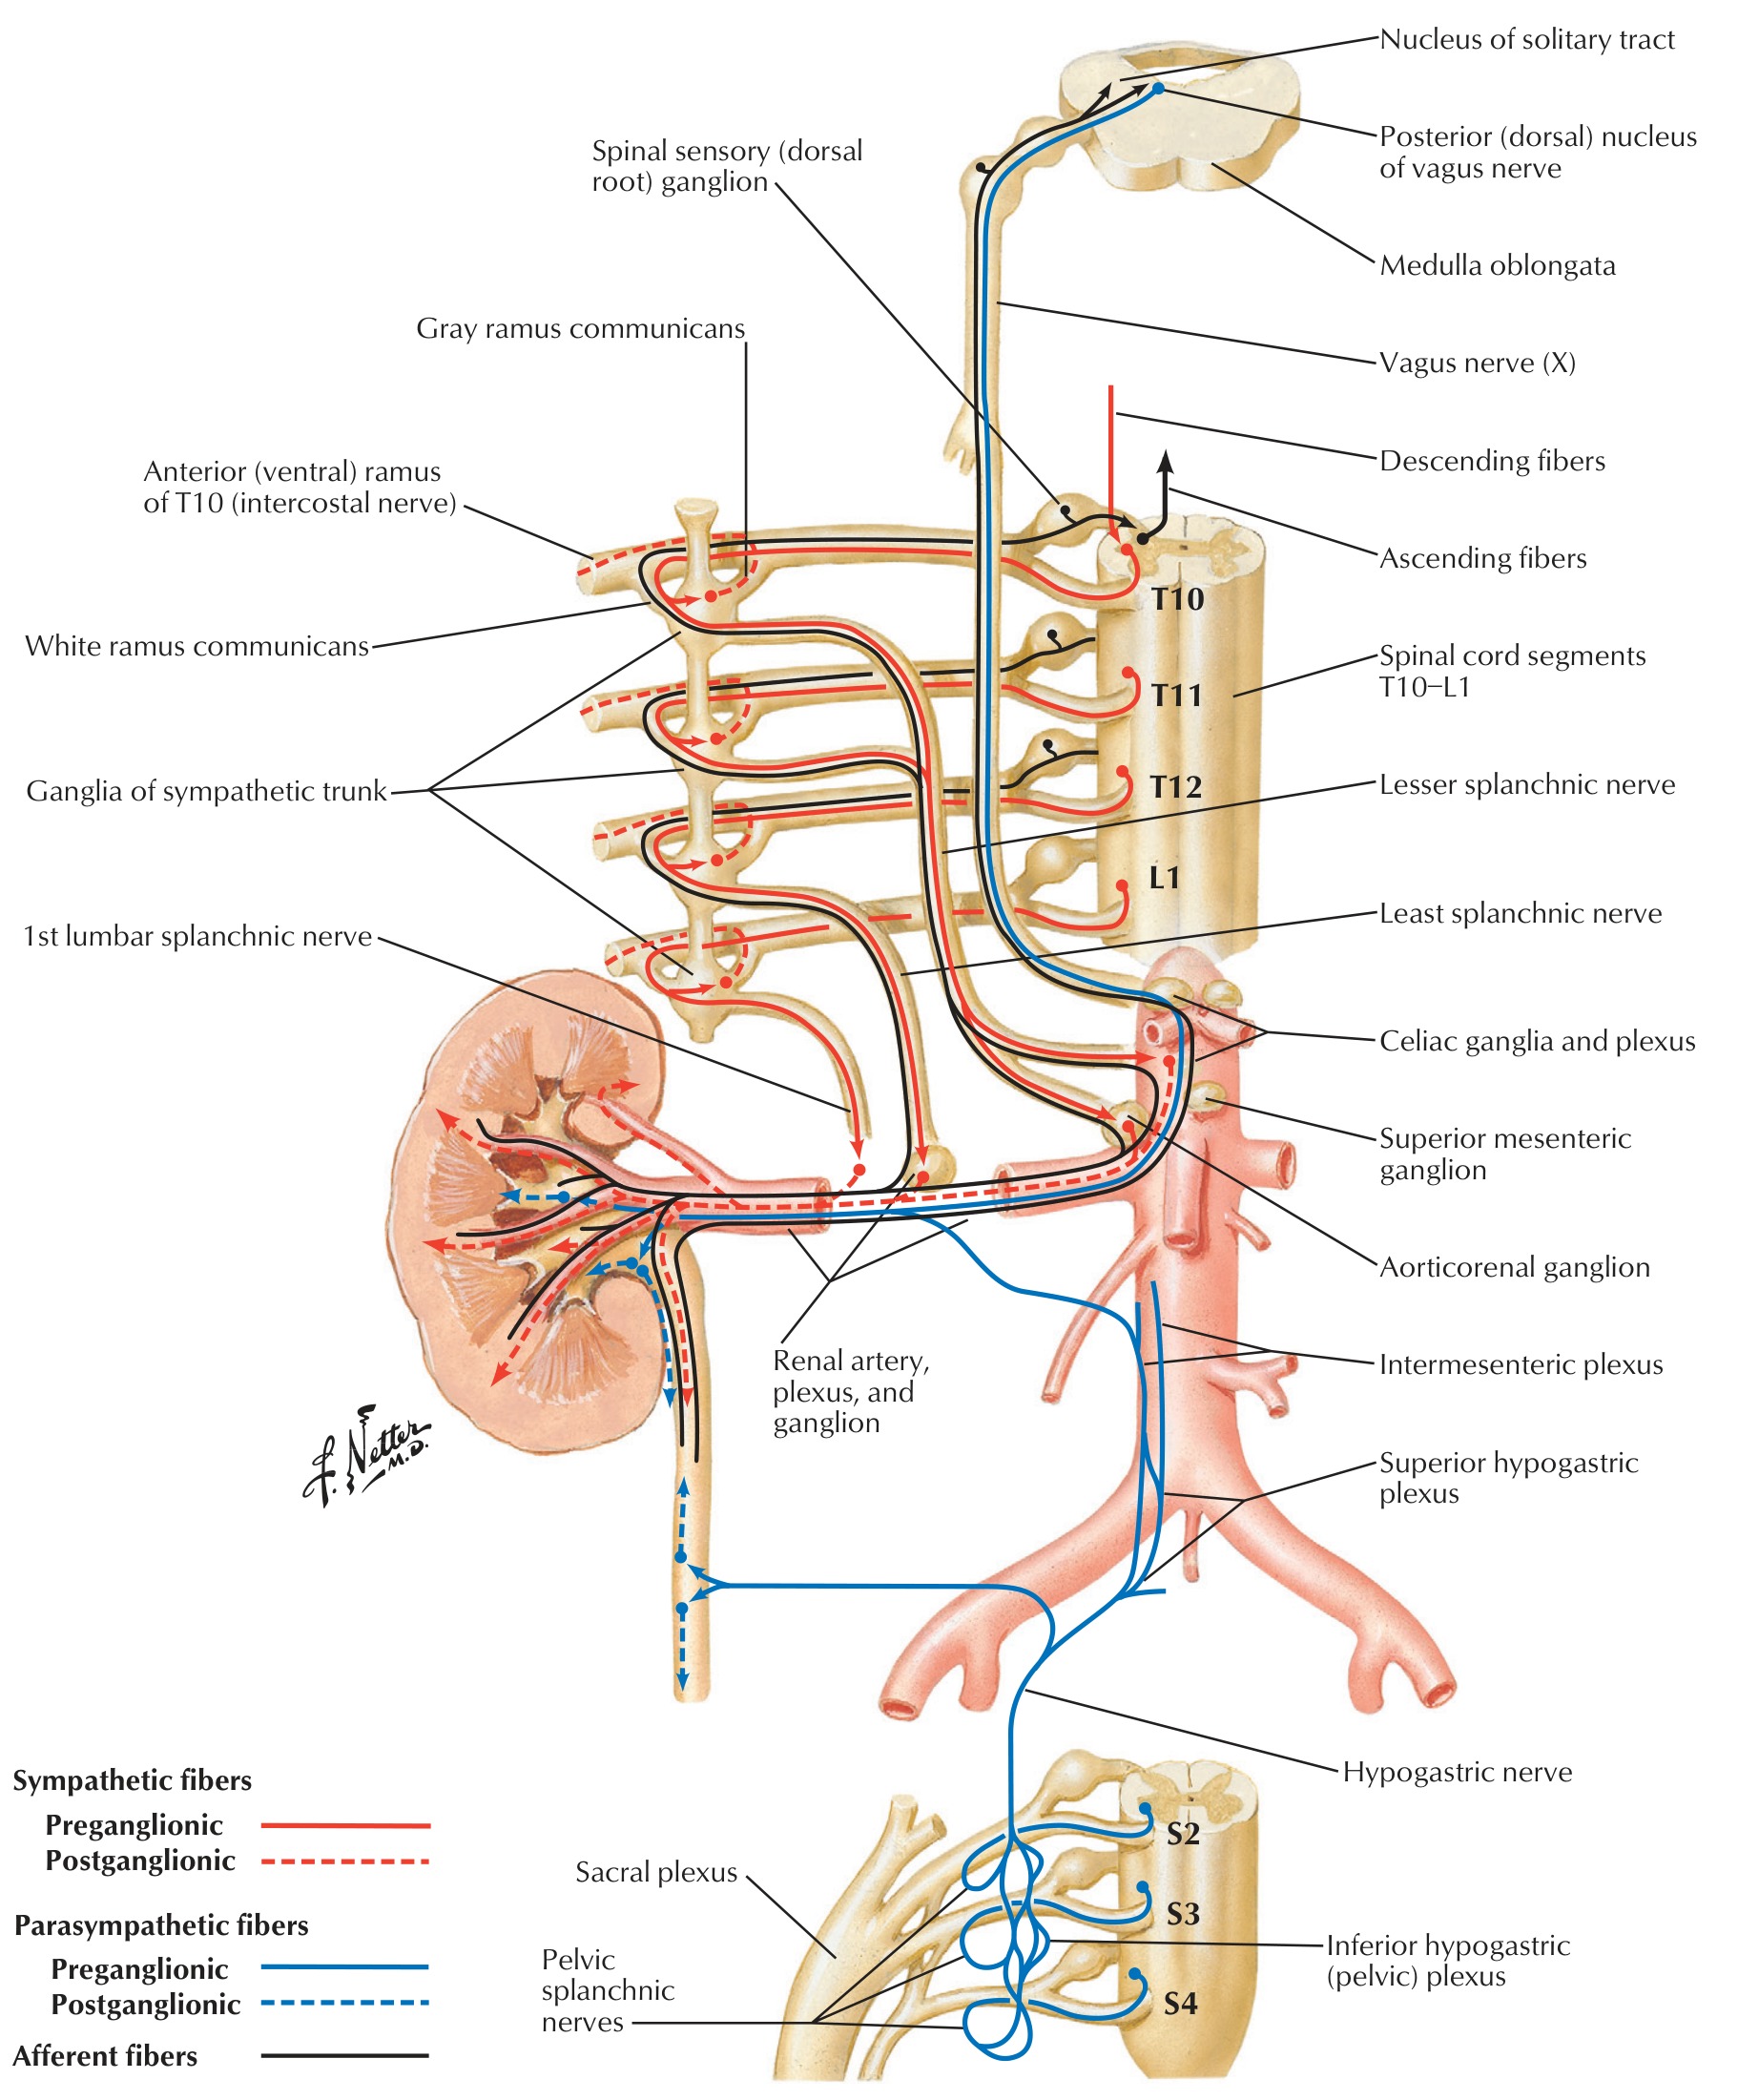 Nucleus of solitary tract
Posterior (dorsal) nucleus
of vagus nerve
Spinal sensory (dorsal
root) ganglion
Medulla oblongata
Gray ramus communicans
Vagus nerve (X)
Descending fibers
Anterior (ventral) ramus
of T10 (intercostal nerve)
Ascending fibers
T10
White ramus communicans
Spinal cord segments
T10–L1
T11
Ganglia of sympathetic trunk
T12
Lesser splanchnic nerve
L1
1st lumbar splanchnic nerve
Least splanchnic nerve
Celiac ganglia and plexus
Superior mesenteric
ganglion
Aorticorenal ganglion
Renal artery,
plexus, and
ganglion
Intermesenteric plexus
F. Netter
M.D.
Superior hypogastric
plexus
Hypogastric nerve
Sympathetic fibers
Preganglionic
Postganglionic
S2
Sacral plexus
S3
Parasympathetic fibers
Preganglionic
Postganglionic
Pelvic
splanchnic
nerves
Inferior hypogastric
(pelvic) plexus
S4
Afferent fibers